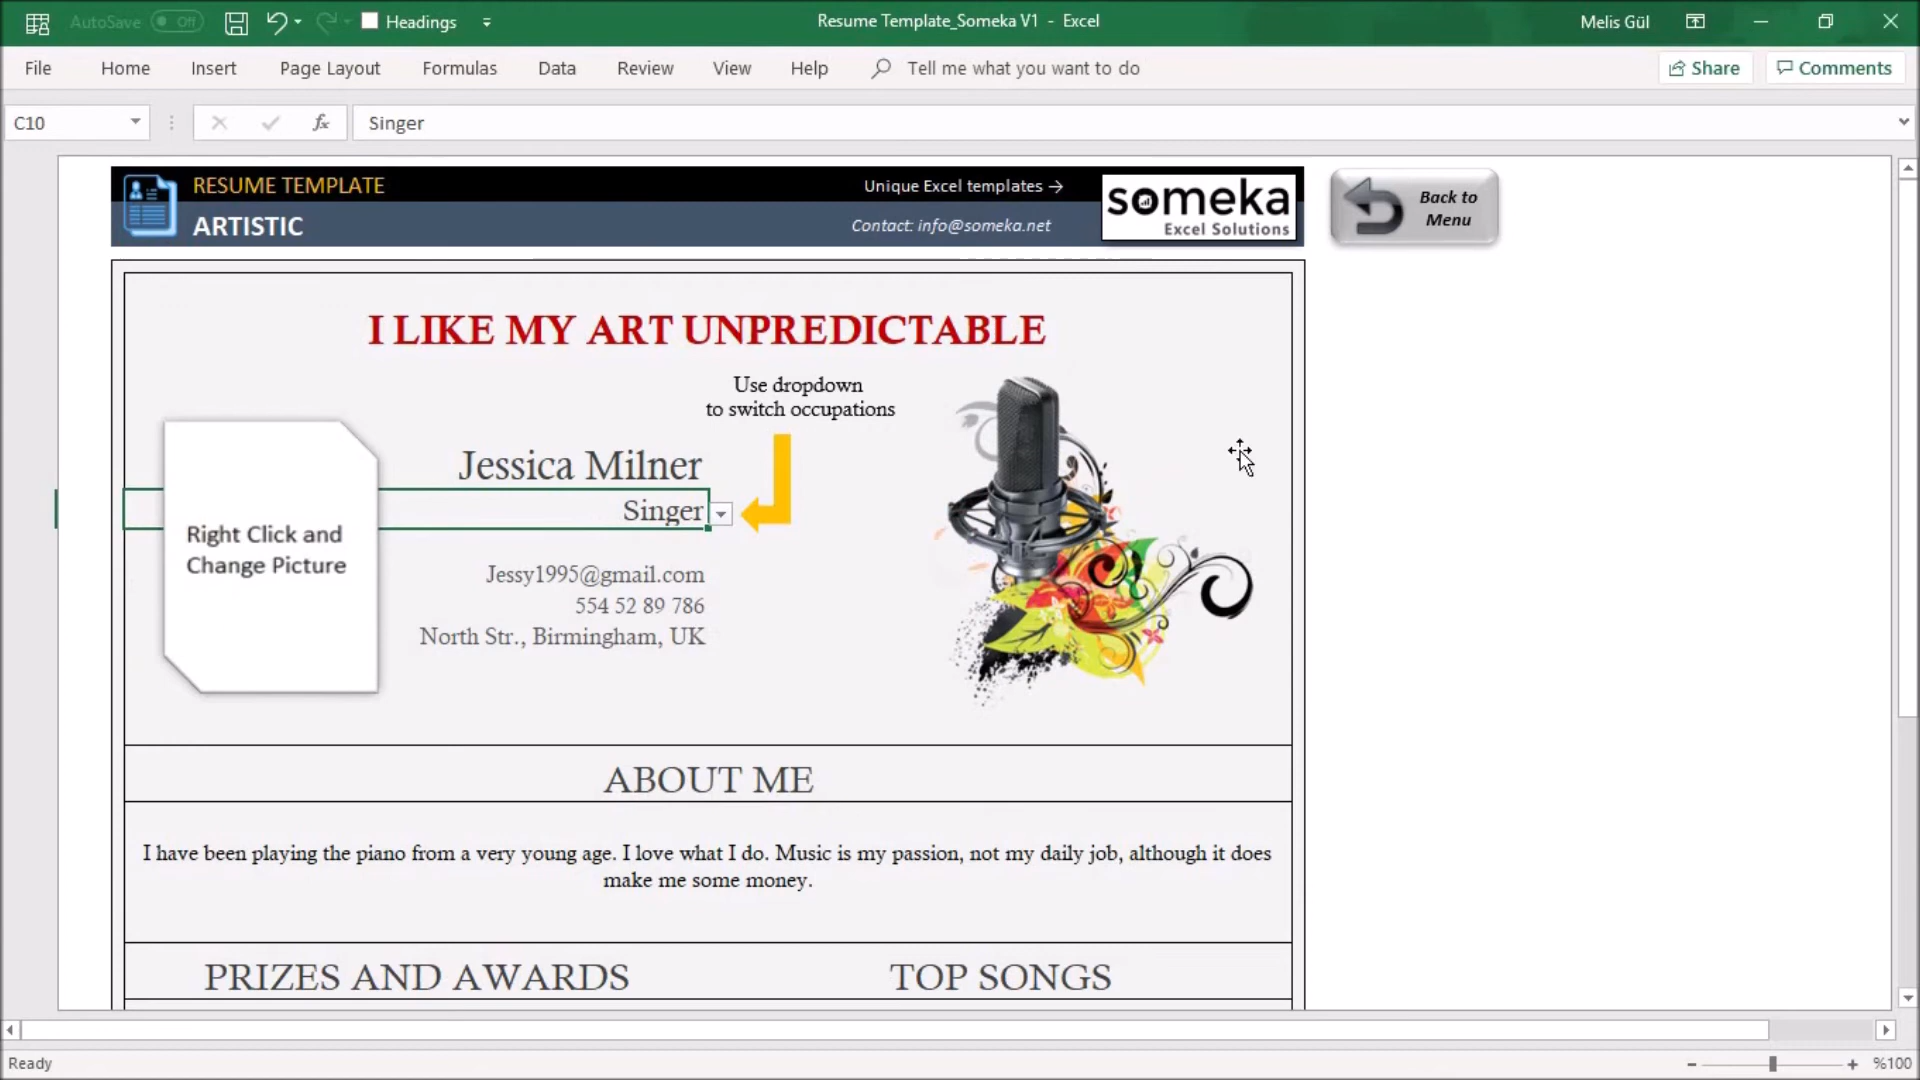 AutoSave Off Headings Resume Template_Someka V1 - Excel Melis Gül
File Home Insert Page Layout Formulas Data Review View Help Tell me what you want to do Share Comments
C10 fx Singer
RESUME TEMPLATE
ARTISTIC
Unique Excel templates →
Contact: info@someka.net
someka
Excel Solutions
Back to
Menu
I LIKE MY ART UNPREDICTABLE
Use dropdown
to switch occupations
Jessica Milner
Singer
Right Click and
Change Picture
Jessy1995@gmail.com
554 52 89 786
North Str., Birmingham, UK
ABOUT ME
I have been playing the piano from a very young age. I love what I do. Music is my passion, not my daily job, although it does
make me some money.
PRIZES AND AWARDS TOP SONGS
Ready %100